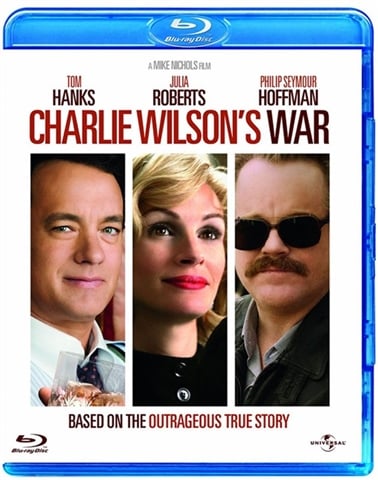 Blu-ray Disc
A MIKE NICHOLS FILM
TOM JULIA PHILIP SEYMOUR
HANKS ROBERTS HOFFMAN
CHARLIE WILSON'S WAR
BASED ON THE OUTRAGEOUS TRUE STORY
Blu-ray Disc
UNIVERSAL